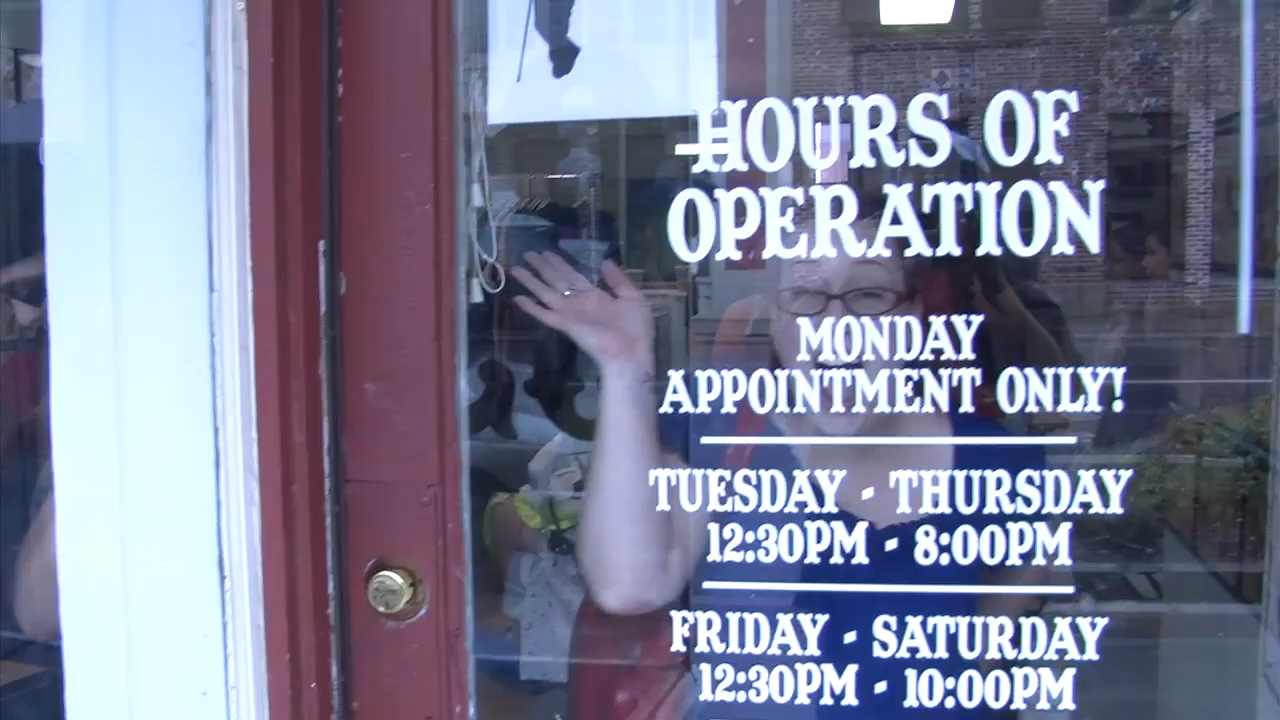 HOURS OF
OPERATION
MONDAY
APPOINTMENT ONLY!
TUESDAY - THURSDAY
12:30PM - 8:00PM
FRIDAY - SATURDAY
12:30PM - 10:00PM